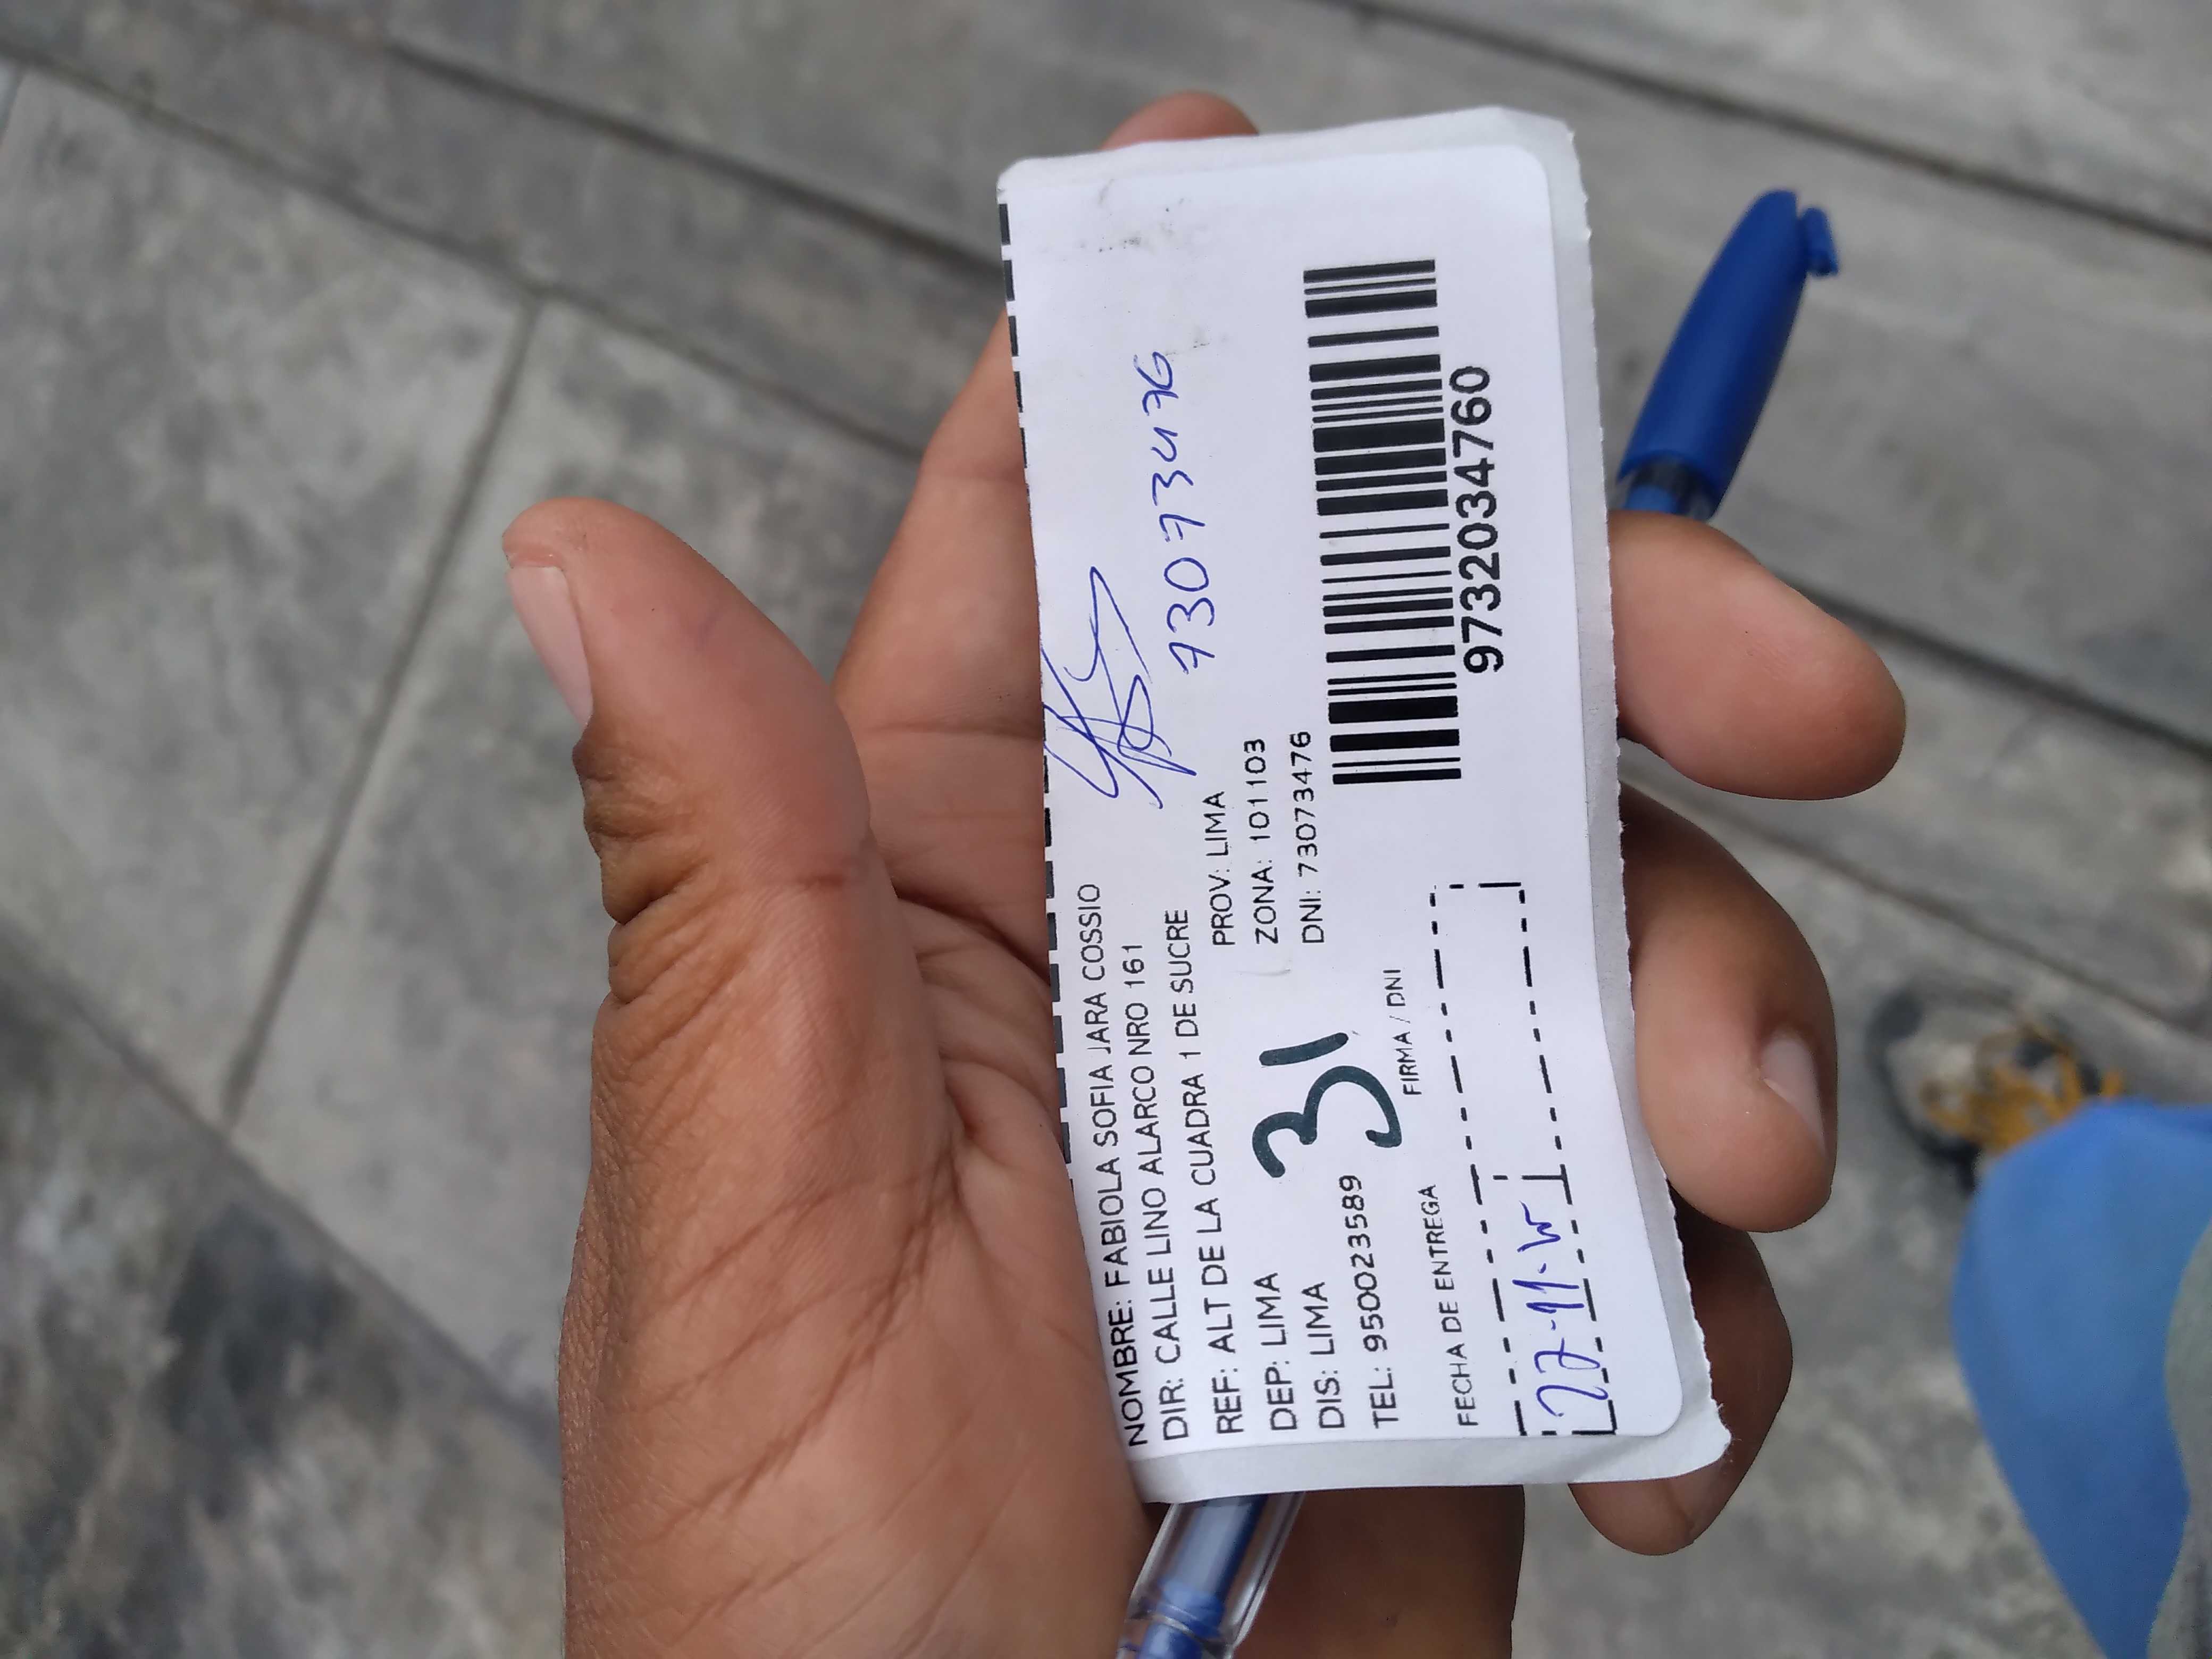 NOMBRE: FABIOLA SOFIA JARA COSSIO
DIR: CALLE LINO ALARCO NRO 161
REF: ALT DE LA CUADRA 1 DE SUCRE
DEP: LIMA PROV: LIMA
DIS: LIMA ZONA: 101103
TEL: 950023589 DNI: 73073476
31
73073476
FECHA DE ENTREGA FIRMA / DNI
9732034760